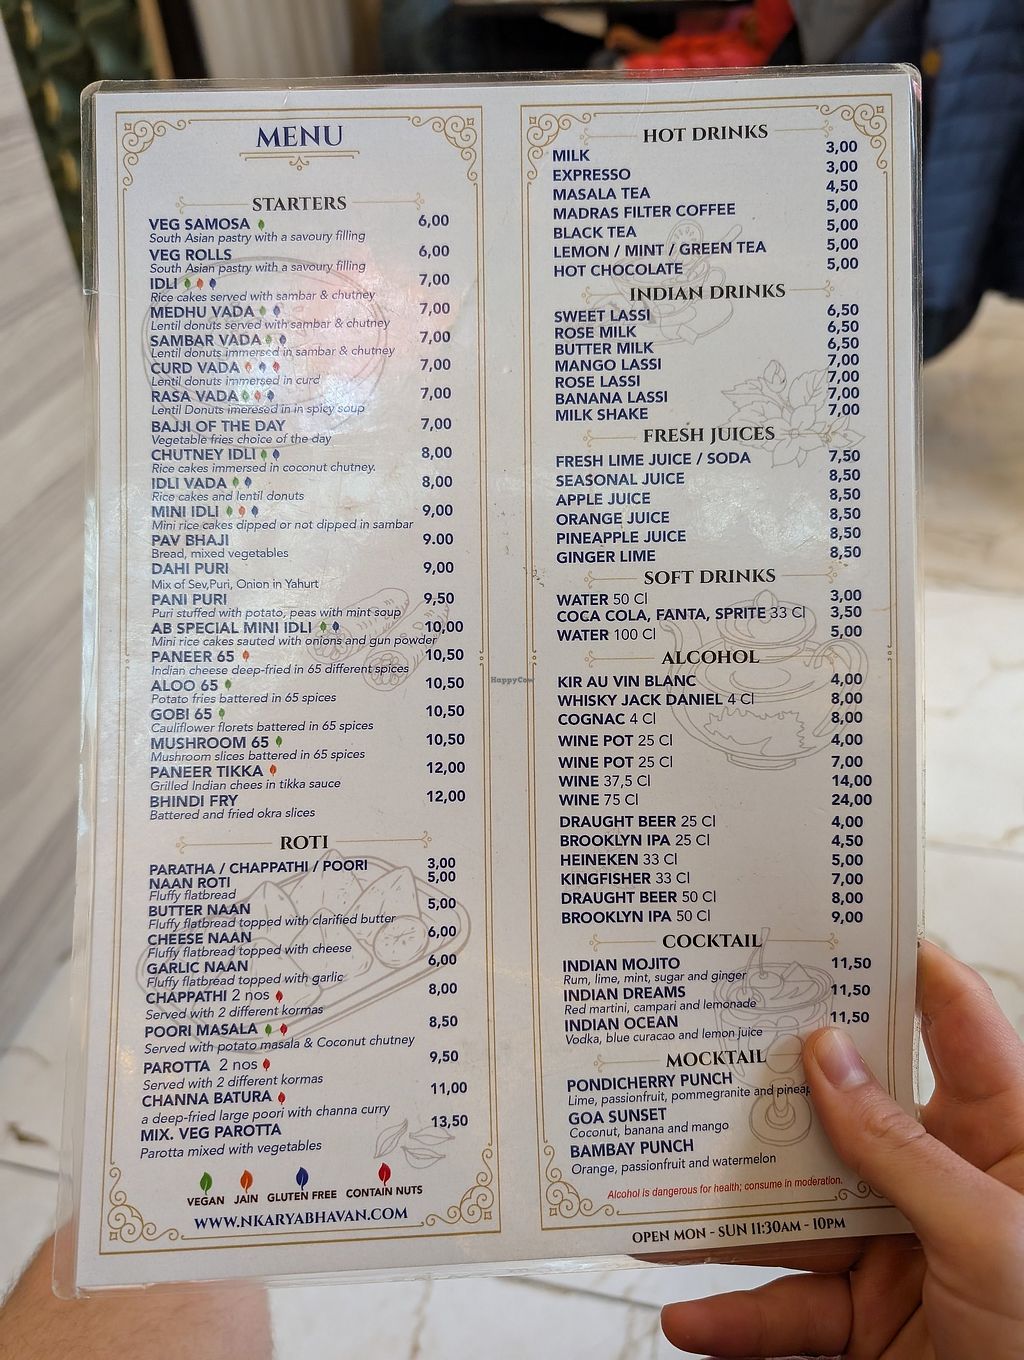 MENU
STARTERS
VEG SAMOSA 6,00
South Asian pastry with a savoury filling
VEG ROLLS 6,00
South Asian pastry with a savoury filling
IDLI 7,00
Rice cakes served with sambar & chutney
MEDHU VADA 7,00
Lentil donuts served with sambar & chutney
SAMBAR VADA 7,00
Lentil donuts immersed in sambar & chutney
CURD VADA 7,00
Lentil donuts immersed in curd
RASA VADA 7,00
Lentil Donuts imeresed in in spicy soup
BAJJI OF THE DAY 7,00
Vegetable fries choice of the day
CHUTNEY IDLI 8,00
Rice cakes immersed in coconut chutney.
IDLI VADA 8,00
Rice cakes and lentil donuts
MINI IDLI 9,00
Mini rice cakes dipped or not dipped in sambar
PAV BHAJI 9.00
Bread, mixed vegetables
DAHI PURI 9,00
Mix of Sev,Puri, Onion in Yahurt
PANI PURI 9,50
Puri stuffed with potato, peas with mint soup
AB SPECIAL MINI IDLI 10,00
Mini rice cakes sauted with onions and gun powder
PANEER 65 10,50
Indian cheese deep-fried in 65 different spices
ALOO 65 10,50
Potato fries battered in 65 spices
GOBI 65 10,50
Cauliflower florets battered in 65 spices
MUSHROOM 65 10,50
Mushroom slices battered in 65 spices
PANEER TIKKA 12,00
Grilled Indian chees in tikka sauce
BHINDI FRY 12,00
Battered and fried okra slices
ROTI
PARATHA / CHAPPATHI / POORI 3,00
NAAN ROTI 5,00
Fluffy flatbread
BUTTER NAAN 5,00
Fluffy flatbread topped with clarified butter
CHEESE NAAN 6,00
Fluffy flatbread topped with cheese
GARLIC NAAN 6,00
Fluffy flatbread topped with garlic
CHAPPATHI 2 nos 8,00
Served with 2 different kormas
POORI MASALA 8,50
Served with potato masala & Coconut chutney
PAROTTA 2 nos 9,50
Served with 2 different kormas
CHANNA BATURA 11,00
a deep-fried large poori with channa curry
MIX. VEG PAROTTA 13,50
Parotta mixed with vegetables
VEGAN JAIN GLUTEN FREE CONTAIN NUTS
WWW.NKARYABHAVAN.COM
HOT DRINKS
MILK 3,00
EXPRESSO 3,00
MASALA TEA 4,50
MADRAS FILTER COFFEE 5,00
BLACK TEA 5,00
LEMON / MINT / GREEN TEA 5,00
HOT CHOCOLATE 5,00
INDIAN DRINKS
SWEET LASSI 6,50
ROSE MILK 6,50
BUTTER MILK 6,50
MANGO LASSI 7,00
ROSE LASSI 7,00
BANANA LASSI 7,00
MILK SHAKE 7,00
FRESH JUICES
FRESH LIME JUICE / SODA 7,50
SEASONAL JUICE 8,50
APPLE JUICE 8,50
ORANGE JUICE 8,50
PINEAPPLE JUICE 8,50
GINGER LIME 8,50
SOFT DRINKS
WATER 50 Cl 3,00
COCA COLA, FANTA, SPRITE 33 Cl 3,50
WATER 100 Cl 5,00
ALCOHOL
KIR AU VIN BLANC 4,00
WHISKY JACK DANIEL 4 Cl 8,00
COGNAC 4 Cl 8,00
WINE POT 25 Cl 4,00
WINE POT 25 Cl 7,00
WINE 37,5 Cl 14,00
WINE 75 Cl 24,00
DRAUGHT BEER 25 Cl 4,00
BROOKLYN IPA 25 Cl 4,50
HEINEKEN 33 Cl 5,00
KINGFISHER 33 Cl 7,00
DRAUGHT BEER 50 Cl 8,00
BROOKLYN IPA 50 Cl 9,00
COCKTAIL
INDIAN MOJITO 11,50
Rum, lime, mint, sugar and ginger
INDIAN DREAMS 11,50
Red martini, campari and lemonade
INDIAN OCEAN 11,50
Vodka, blue curacao and lemon juice
MOCKTAIL
PONDICHERRY PUNCH
Lime, passionfruit, pommegranite and
GOA SUNSET
Coconut, banana and mango
BAMBAY PUNCH
Orange, passionfruit and watermelon
Alcohol is dangerous for health; consume in moderation.
OPEN MON - SUN 11:30AM - 10PM
HappyCow